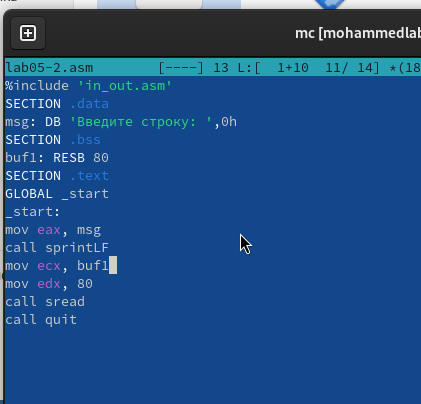 mc [mohammedlab
lab05-2.asm [----] 13 L:[ 1+10 11/ 14] *(18
%include 'in_out.asm'
SECTION .data
msg: DB 'Введите строку: ',0h
SECTION .bss
buf1: RESB 80
SECTION .text
GLOBAL _start
_start:
mov eax, msg
call sprintLF
mov ecx, buf1
mov edx, 80
call sread
call quit